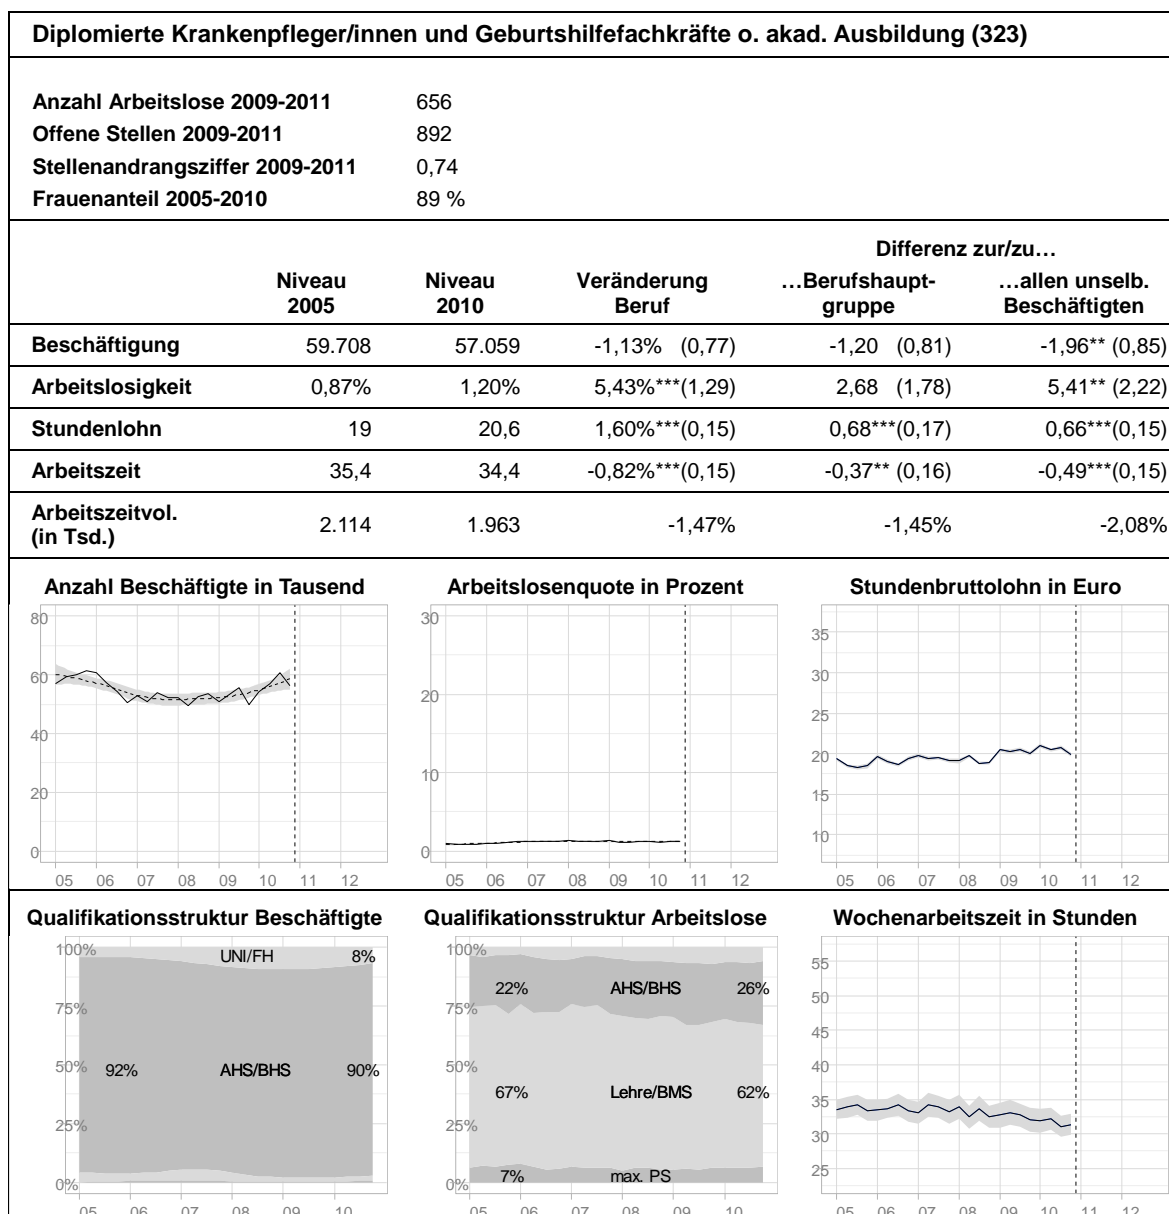 Diplomierte Krankenpfleger/innen und Geburtshilfefachkräfte o. akad. Ausbildung (323)
Anzahl Arbeitslose 2009-2011 656
Offene Stellen 2009-2011 892
Stellenandrangsziffer 2009-2011 0,74
Frauenanteil 2005-2010 89 %
Differenz zur/zu…
Niveau 2005 Niveau 2010 Veränderung Beruf …Berufshaupt-gruppe …allen unselb. Beschäftigten
Beschäftigung 59.708 57.059 -1,13% (0,77) -1,20 (0,81) -1,96** (0,85)
Arbeitslosigkeit 0,87% 1,20% 5,43%***(1,29) 2,68 (1,78) 5,41** (2,22)
Stundenlohn 19 20,6 1,60%***(0,15) 0,68***(0,17) 0,66***(0,15)
Arbeitszeit 35,4 34,4 -0,82%***(0,15) -0,37** (0,16) -0,49***(0,15)
Arbeitszeitvol. (in Tsd.) 2.114 1.963 -1,47% -1,45% -2,08%
Anzahl Beschäftigte in Tausend
80
60
40
20
0
05 06 07 08 09 10 11 12
Arbeitslosenquote in Prozent
30
20
10
0
05 06 07 08 09 10 11 12
Stundenbruttolohn in Euro
35
30
25
20
15
10
05 06 07 08 09 10 11 12
Qualifikationsstruktur Beschäftigte
100% UNI/FH 8%
75%
50% 92% AHS/BHS 90%
25%
0%
05 06 07 08 09 10
Qualifikationsstruktur Arbeitslose
100%
22% AHS/BHS 26%
75%
50%
67% Lehre/BMS 62%
25%
0% 7% max. PS
05 06 07 08 09 10
Wochenarbeitszeit in Stunden
55
50
45
40
35
30
25
05 06 07 08 09 10 11 12